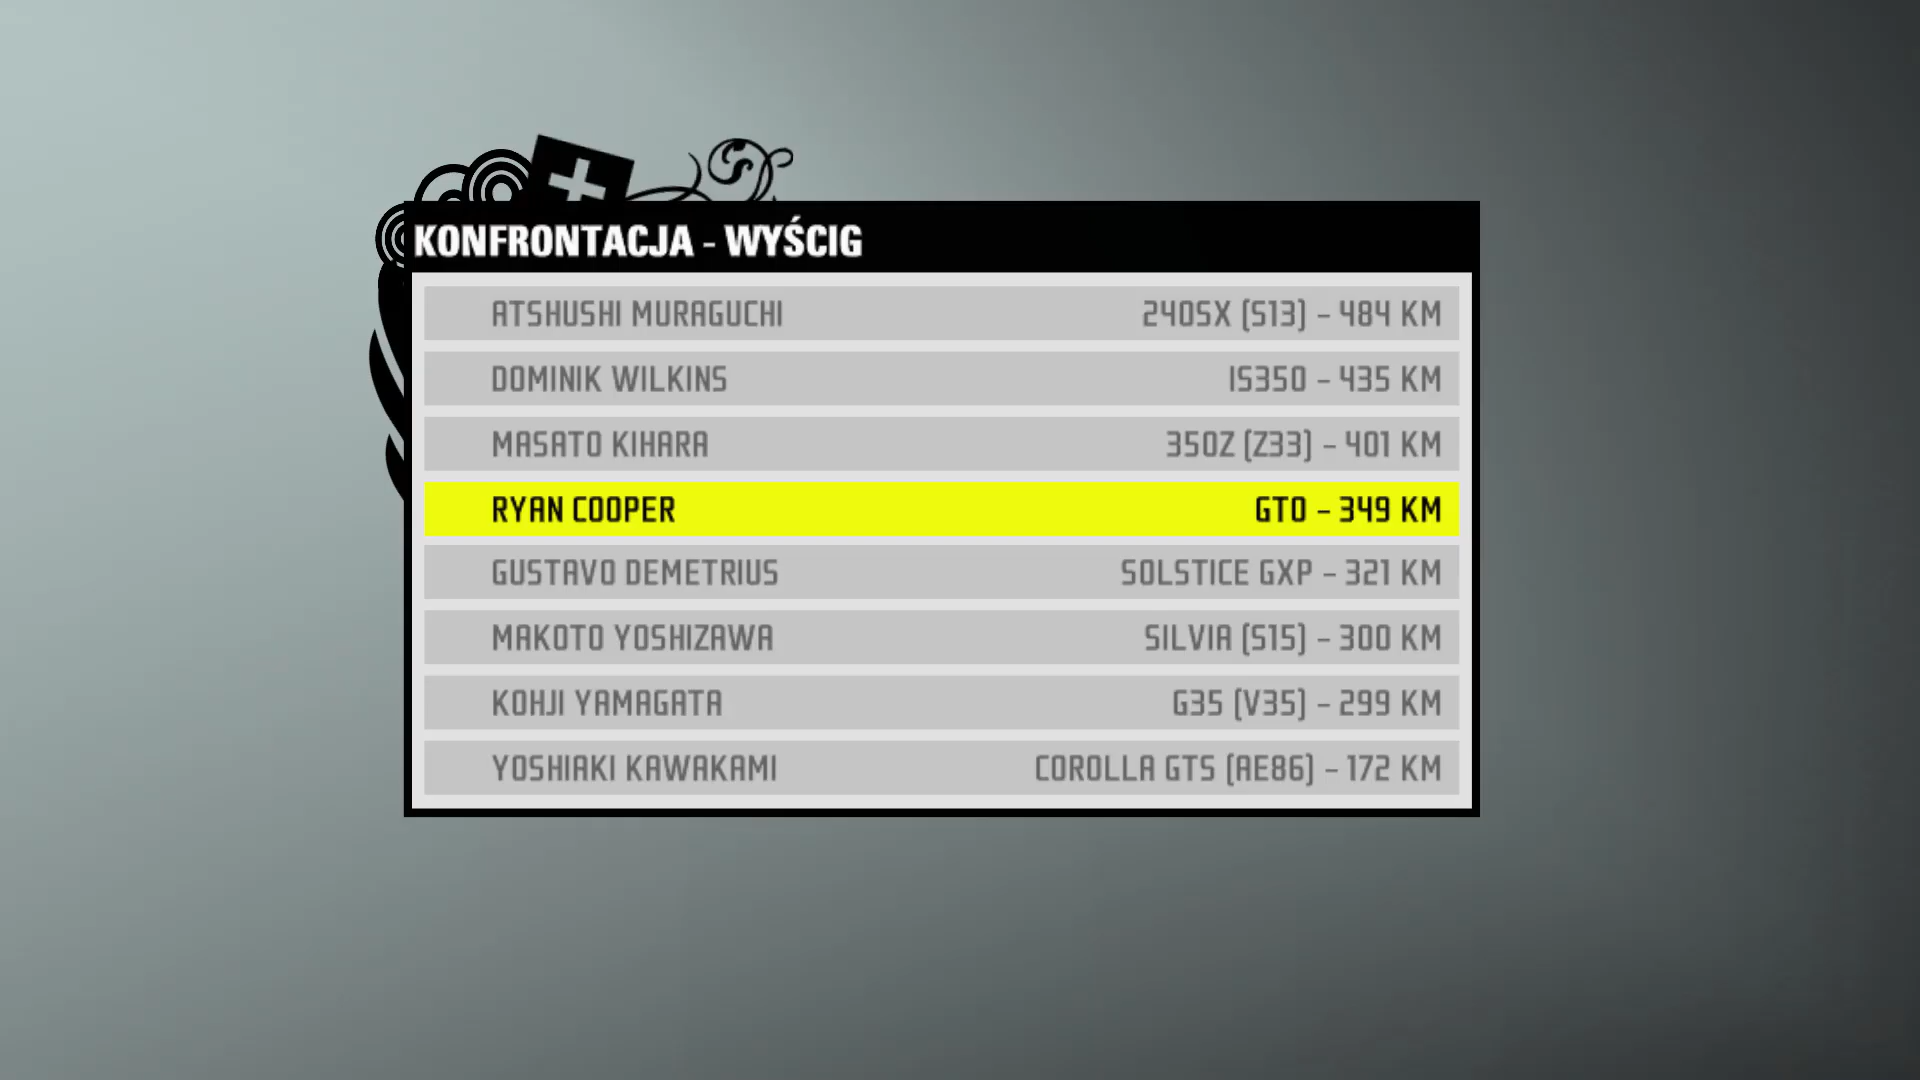 KONFRONTACJA - WYŚCIG
ATSHUSHI MURAGUCHI 240SX (S13) - 484 KM
DOMINIK WILKINS IS350 - 435 KM
MASATO KIHARA 350Z (Z33) - 401 KM
RYAN COOPER GTO - 349 KM
GUSTAVO DEMETRIUS SOLSTICE GXP - 321 KM
MAKOTO YOSHIZAWA SILVIA (S15) - 300 KM
KOHJI YAMAGATA G35 (V35) - 299 KM
YOSHIAKI KAWAKAMI COROLLA GTS (AE86) - 172 KM